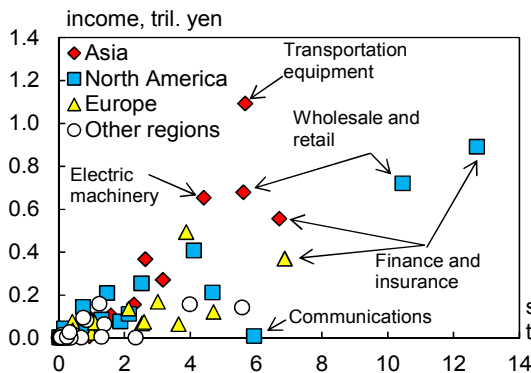 income, tril. yen
1.4
Asia
Transportation
equipment
1.2
North America
Europe
1.0
Other regions
Wholesale and
retail
0.8
Electric
machinery
0.6
0.4
Finance and
insurance
0.2
Communications
0.0
0
2
4
6
8
10
12
14